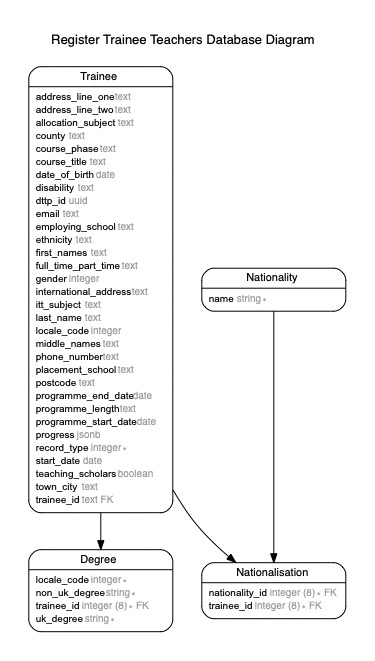 Register Trainee Teachers Database Diagram
Trainee
address_line_one text
address_line_two text
allocation_subject text
county text
course_phase text
course_title text
date_of_birth date
disability text
dttp_id uuid
email text
employing_school text
ethnicity text
first_names text
full_time_part_time text
gender integer
international_address text
itt_subject text
last_name text
locale_code integer
middle_names text
phone_number text
placement_school text
postcode text
programme_end_date date
programme_length text
programme_start_date date
progress jsonb
record_type integer ∗
start_date date
teaching_scholars boolean
town_city text
trainee_id text FK
Nationality
name string ∗
Degree
locale_code integer ∗
non_uk_degree string ∗
trainee_id integer (8) ∗ FK
uk_degree string ∗
Nationalisation
nationality_id integer (8) ∗ FK
trainee_id integer (8) ∗ FK